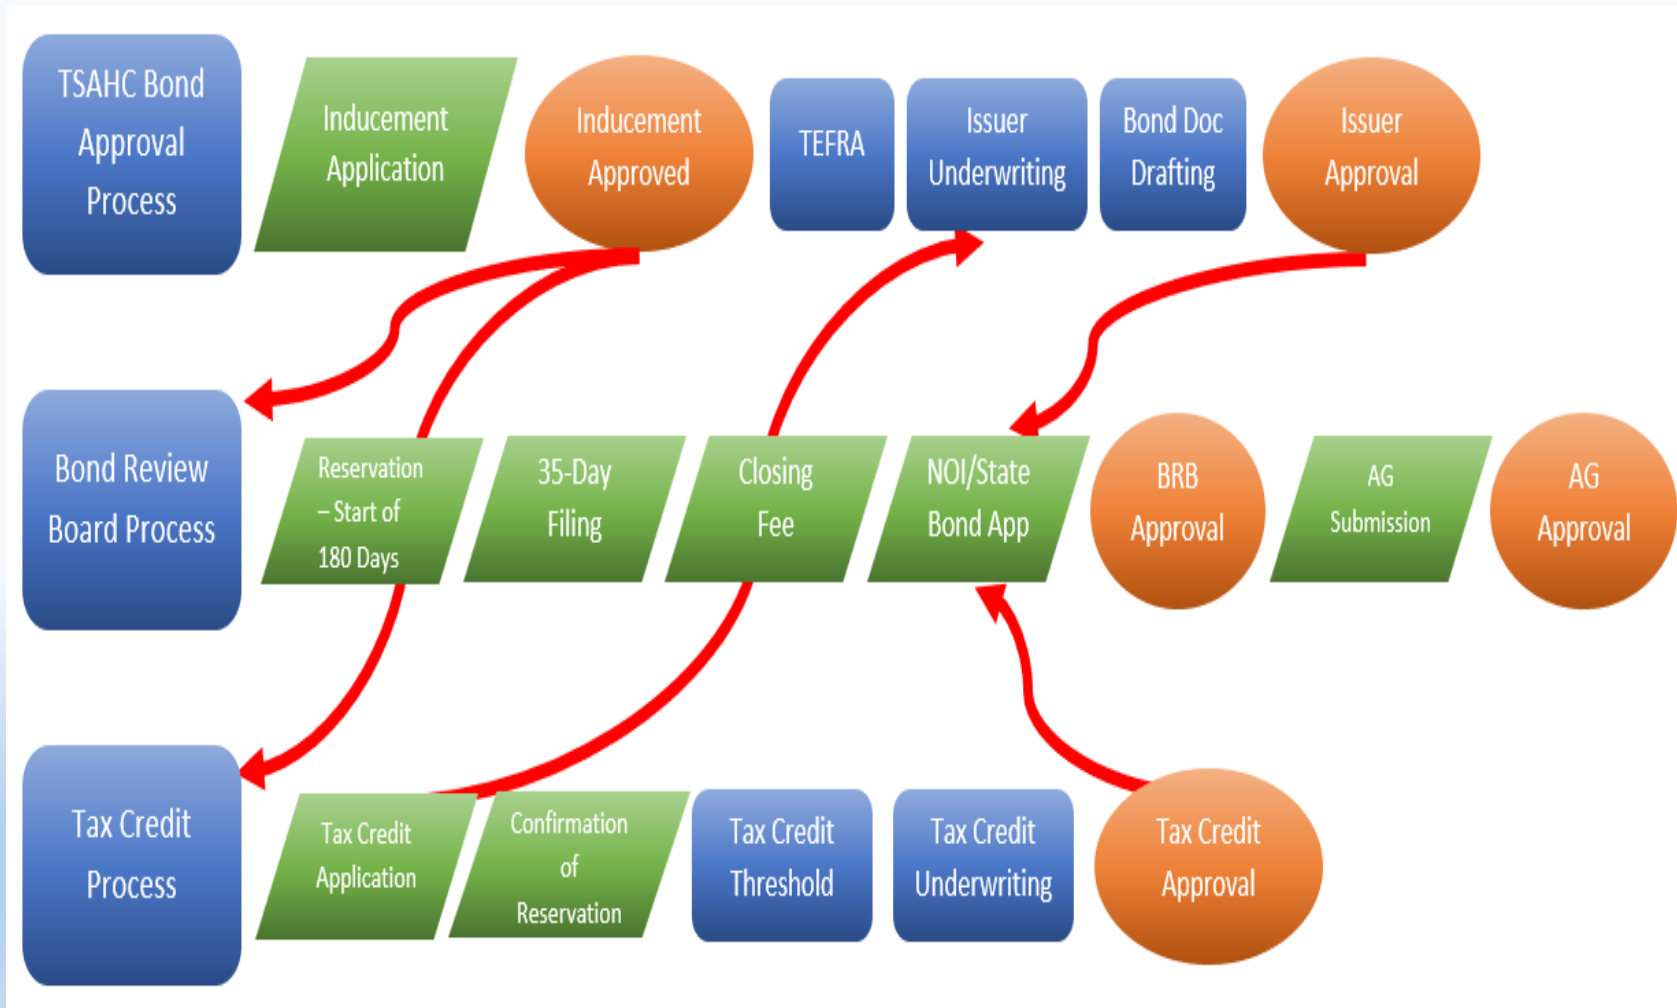 TSAHC Bond
Approval
Process
Inducement
Application
Inducement
Approved
TEFRA
Issuer
Underwriting
Bond Doc
Drafting
Issuer
Approval
Bond Review
Board Process
Reservation
– Start of
180 Days
35-Day
Filing
Closing
Fee
NOI/State
Bond App
BRB
Approval
AG
Submission
AG
Approval
Tax Credit
Process
Tax Credit
Application
Confirmation
of
Reservation
Tax Credit
Threshold
Tax Credit
Underwriting
Tax Credit
Approval